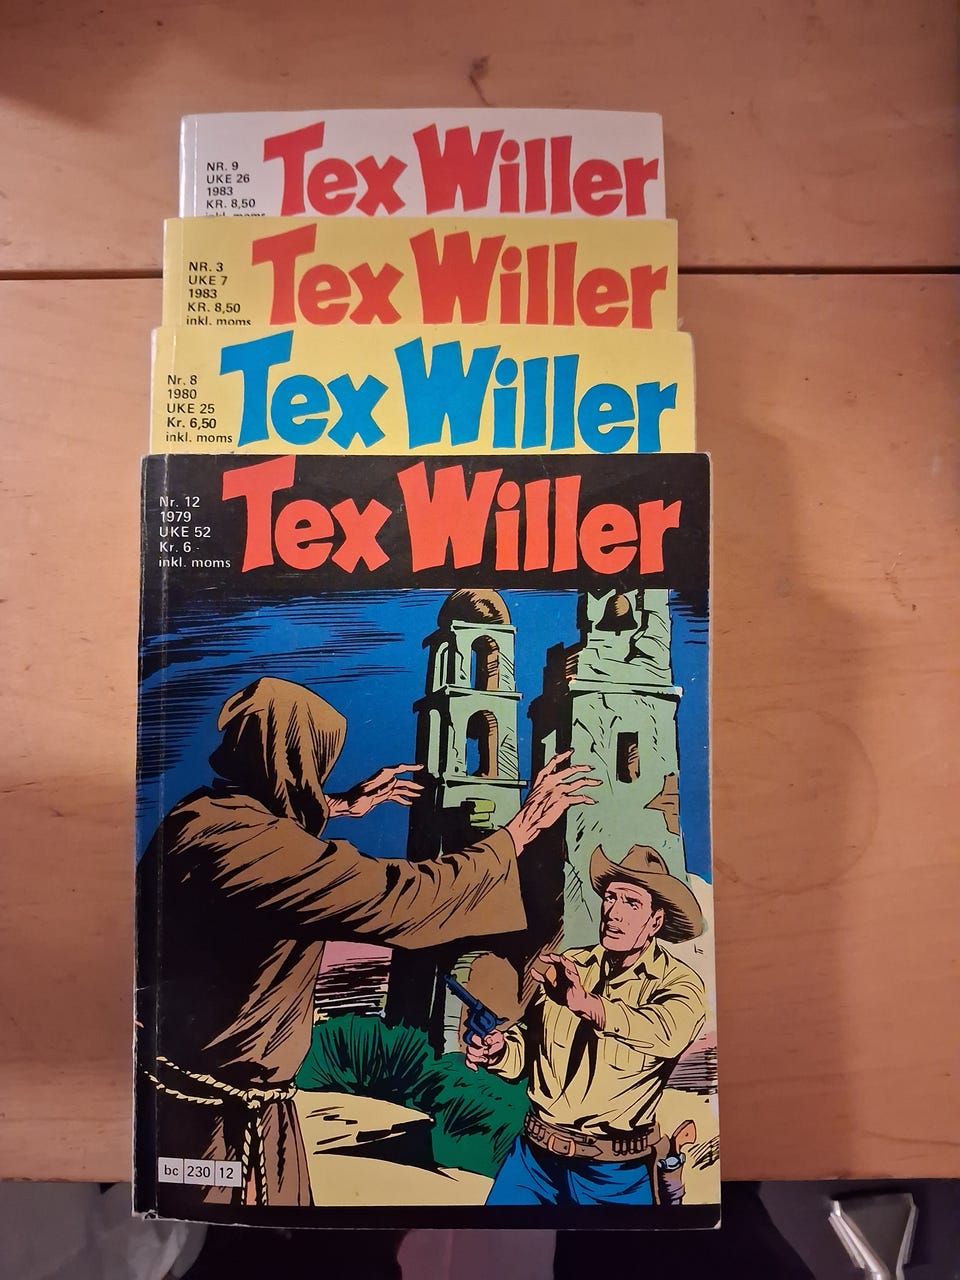 Tex Willer
NR. 9
UKE 26
1983
KR. 8,50
inkl. moms
Tex Willer
NR. 3
UKE 7
1983
KR. 8,50
inkl. moms
Tex Willer
Nr. 8
1980
UKE 25
Kr. 6,50
inkl. moms
Tex Willer
Nr. 12
1979
UKE 52
Kr. 6 -
inkl. moms
bc 230 12